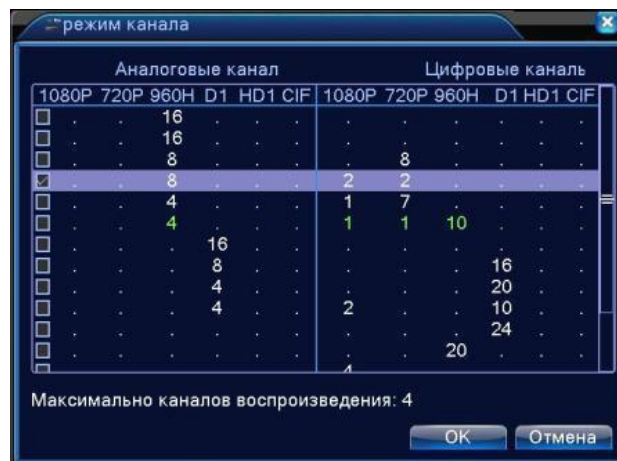 режим канала
Аналоговые канал Цифровые каналь
1080P 720P 960H D1 HD1 CIF 1080P 720P 960H D1 HD1 CIF
. . 16 . . . . . . . . .
. . 16 . . . . . . . . .
. . 8 . . . . 8 . . . .
. . 8 . . . 2 2 . . . .
. . 4 . . . 1 7 . . . .
. . 4 . . . 1 1 10 . . .
. . . 16 . . . . . . . .
. . . 8 . . . . . 16 . .
. . . 4 . . . . . 20 . .
. . . 4 . . 2 . . 10 . .
. . . . . . . . . 24 . .
. . . . . . . . 20 . . .
Максимально каналов воспроизведения: 4
OK Отмена